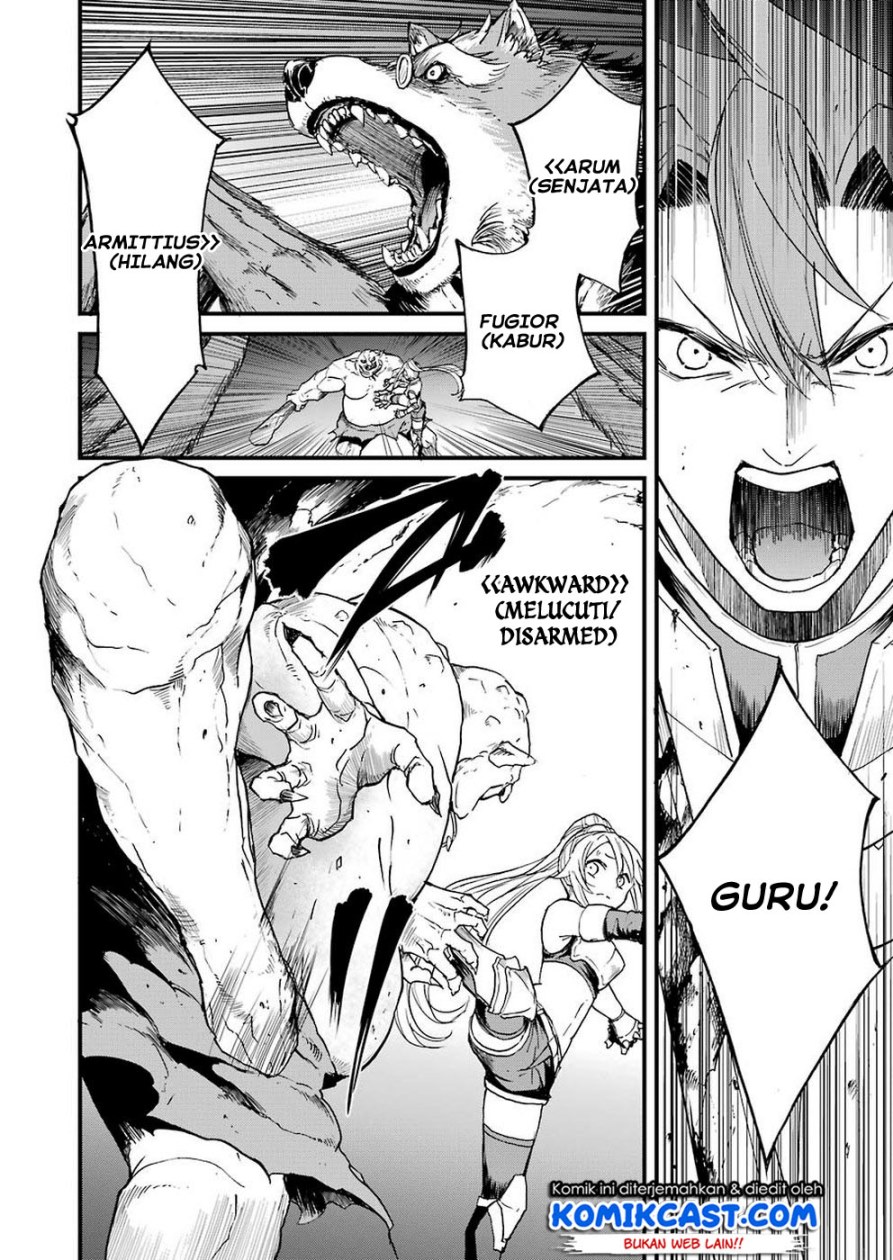 GURU!
<<ARUM
(SENJATA)
FUGIOR
(KABUR)
ARMITTIUS>>
(HILANG)
<<AWKWARD>>
(MELUCUTI/
DISARMED)
Komik ini diterjemahkan & diedit oleh
KOMIKCAST.COM
BUKAN WEB LAIN!!